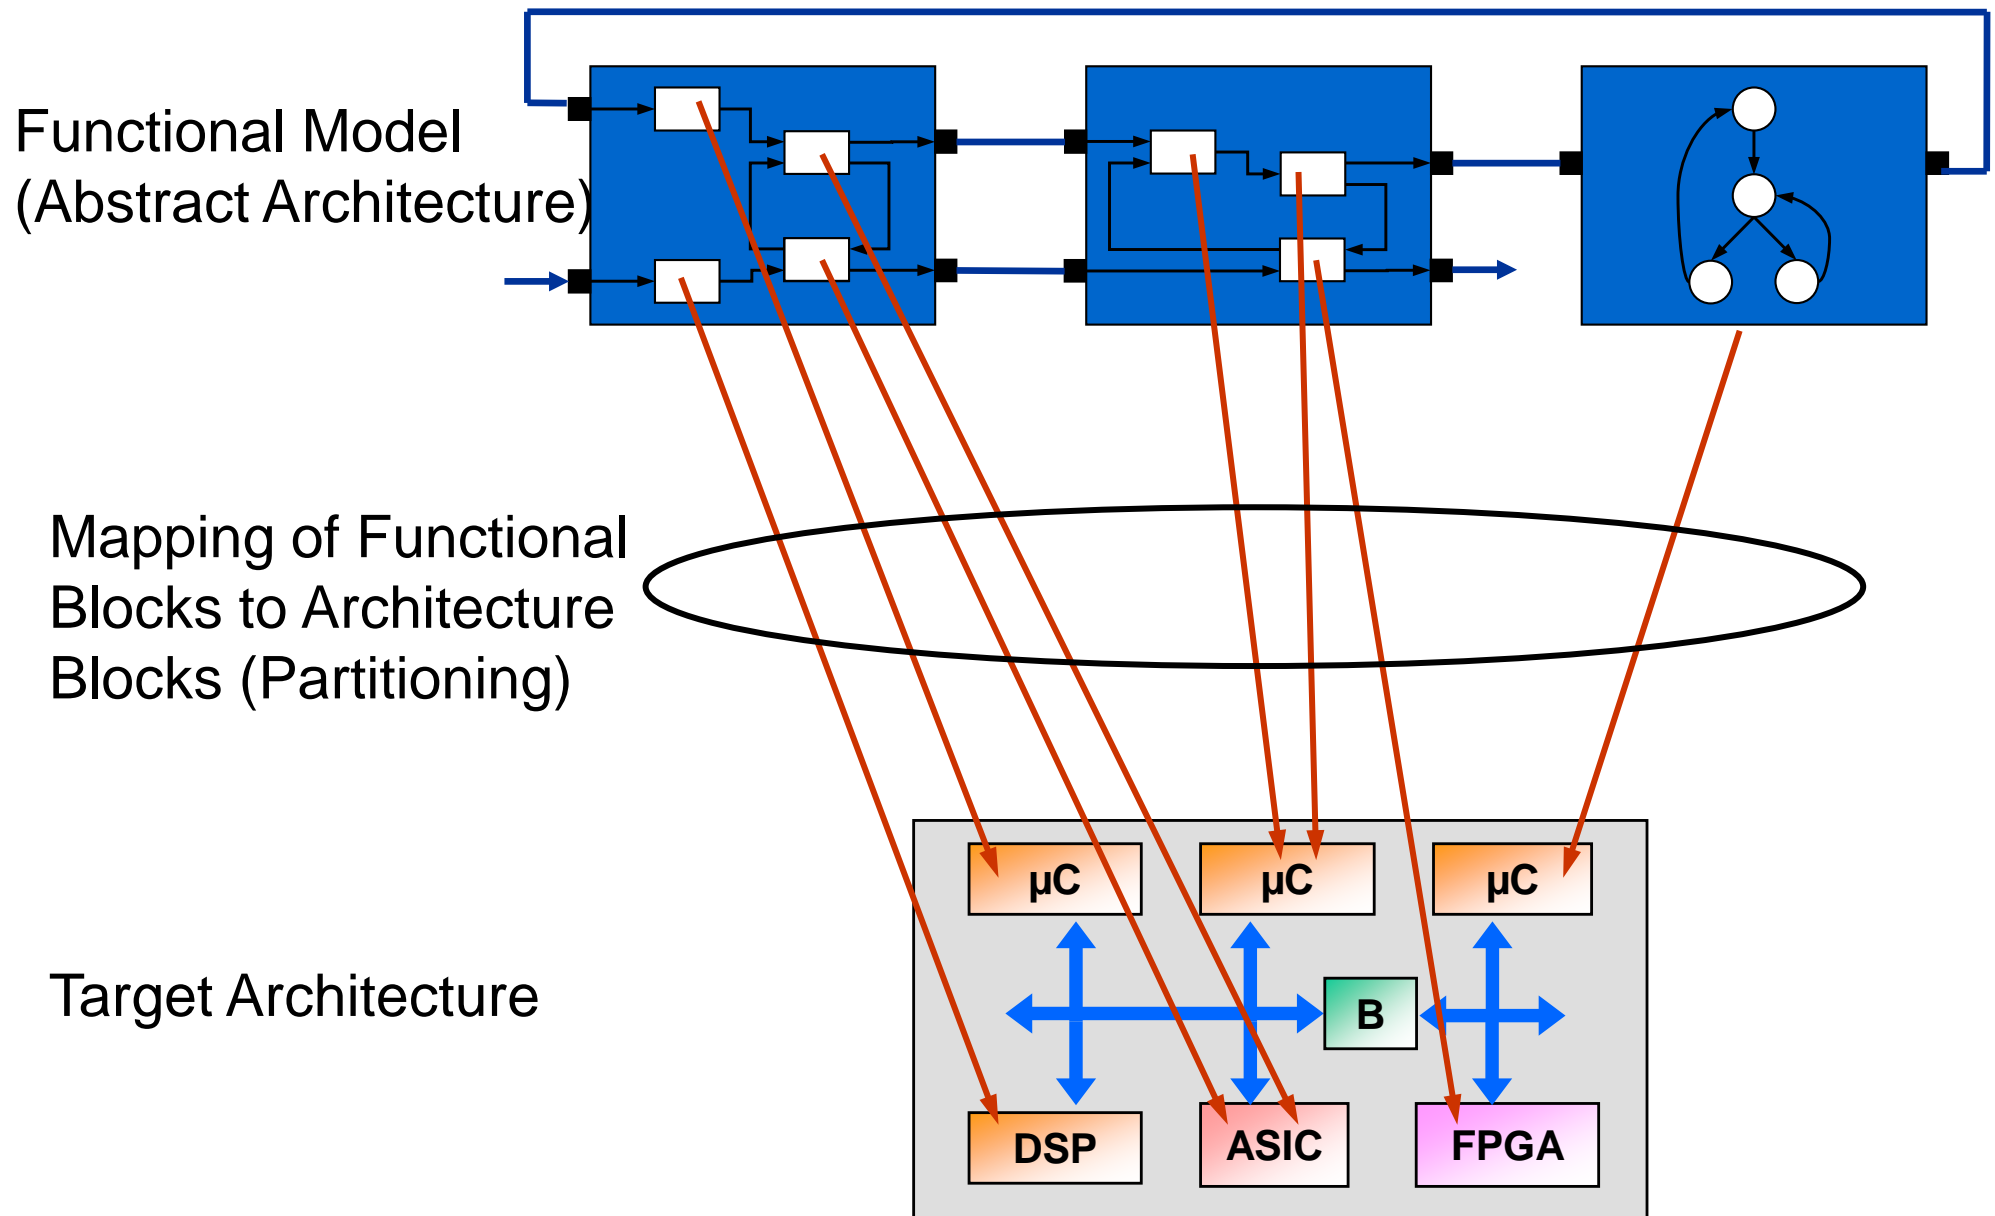 Functional Model
(Abstract Architecture)
Mapping of Functional
Blocks to Architecture
Blocks (Partitioning)
Target Architecture
µC µC µC
B
DSP ASIC FPGA